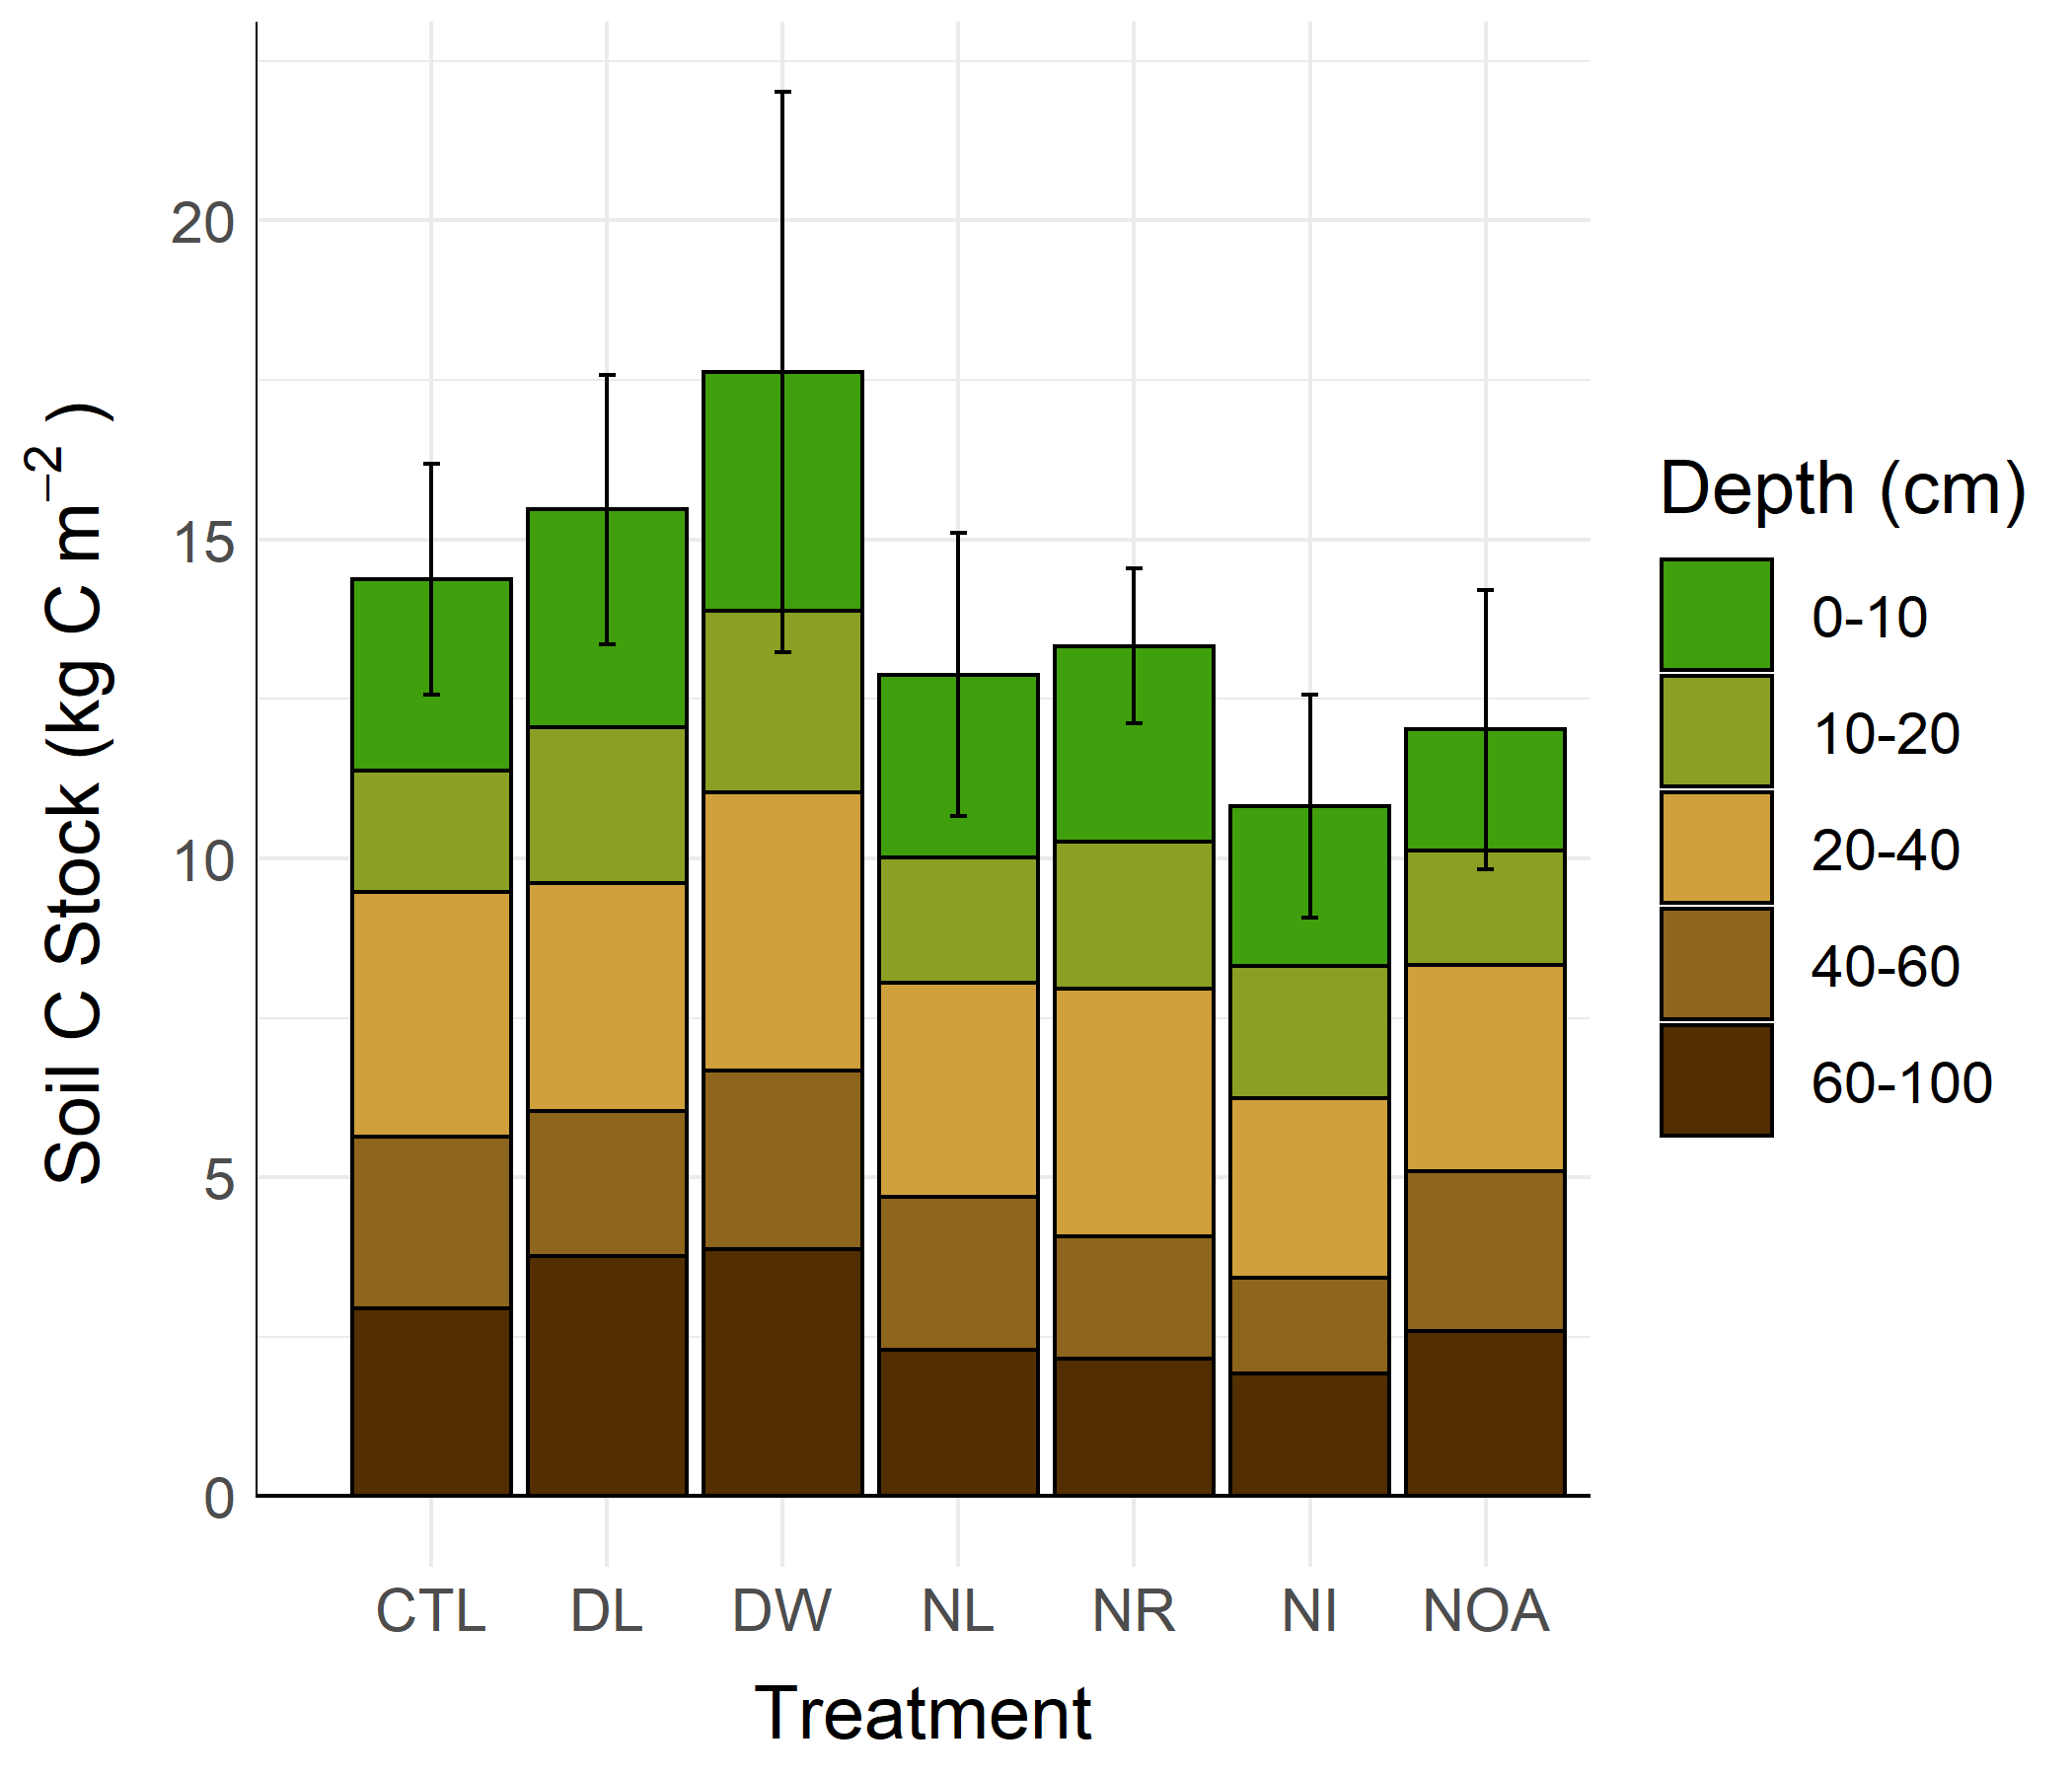 Soil C Stock (kg C m⁻²)
20
15
10
5
0
CTL DL DW NL NR NI NOA
Treatment
Depth (cm)
0-10
10-20
20-40
40-60
60-100